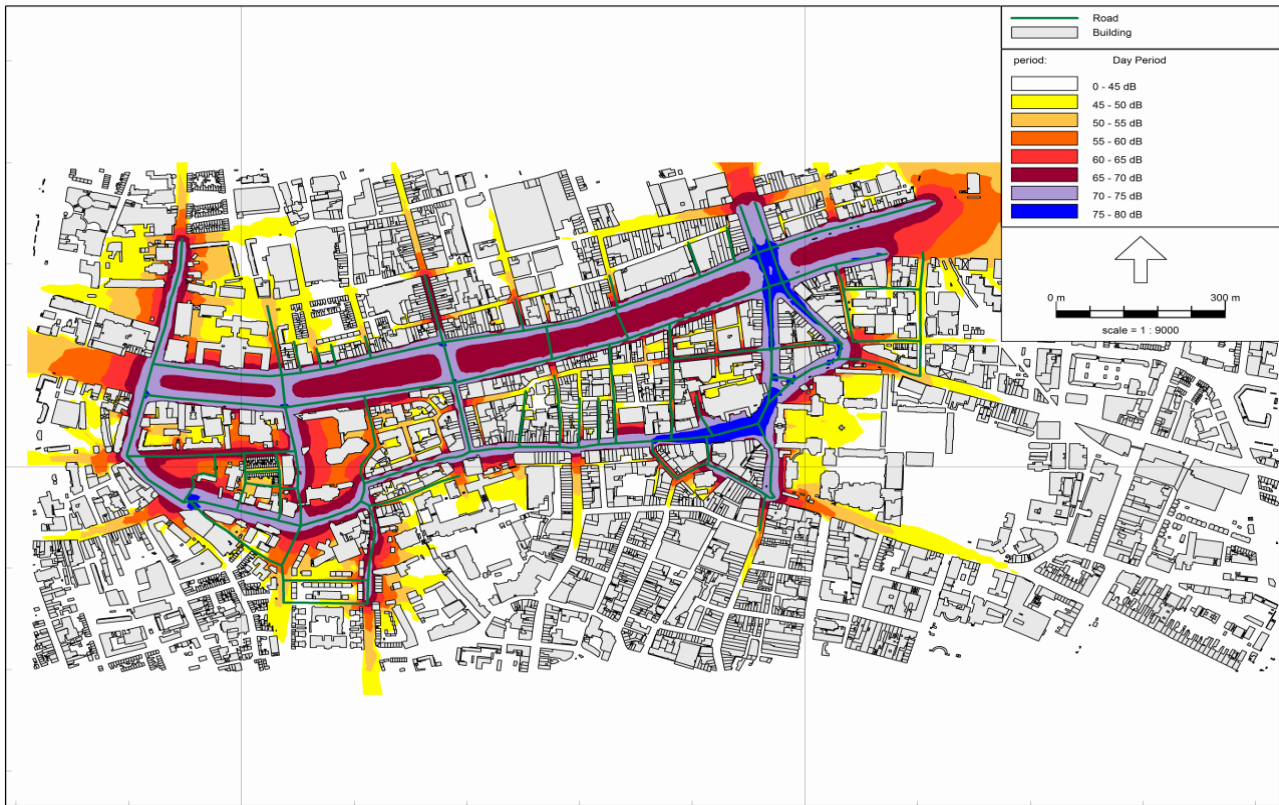 Road
Building
period: Day Period
0 - 45 dB
45 - 50 dB
50 - 55 dB
55 - 60 dB
60 - 65 dB
65 - 70 dB
70 - 75 dB
75 - 80 dB
0 m 300 m
scale = 1 : 9000